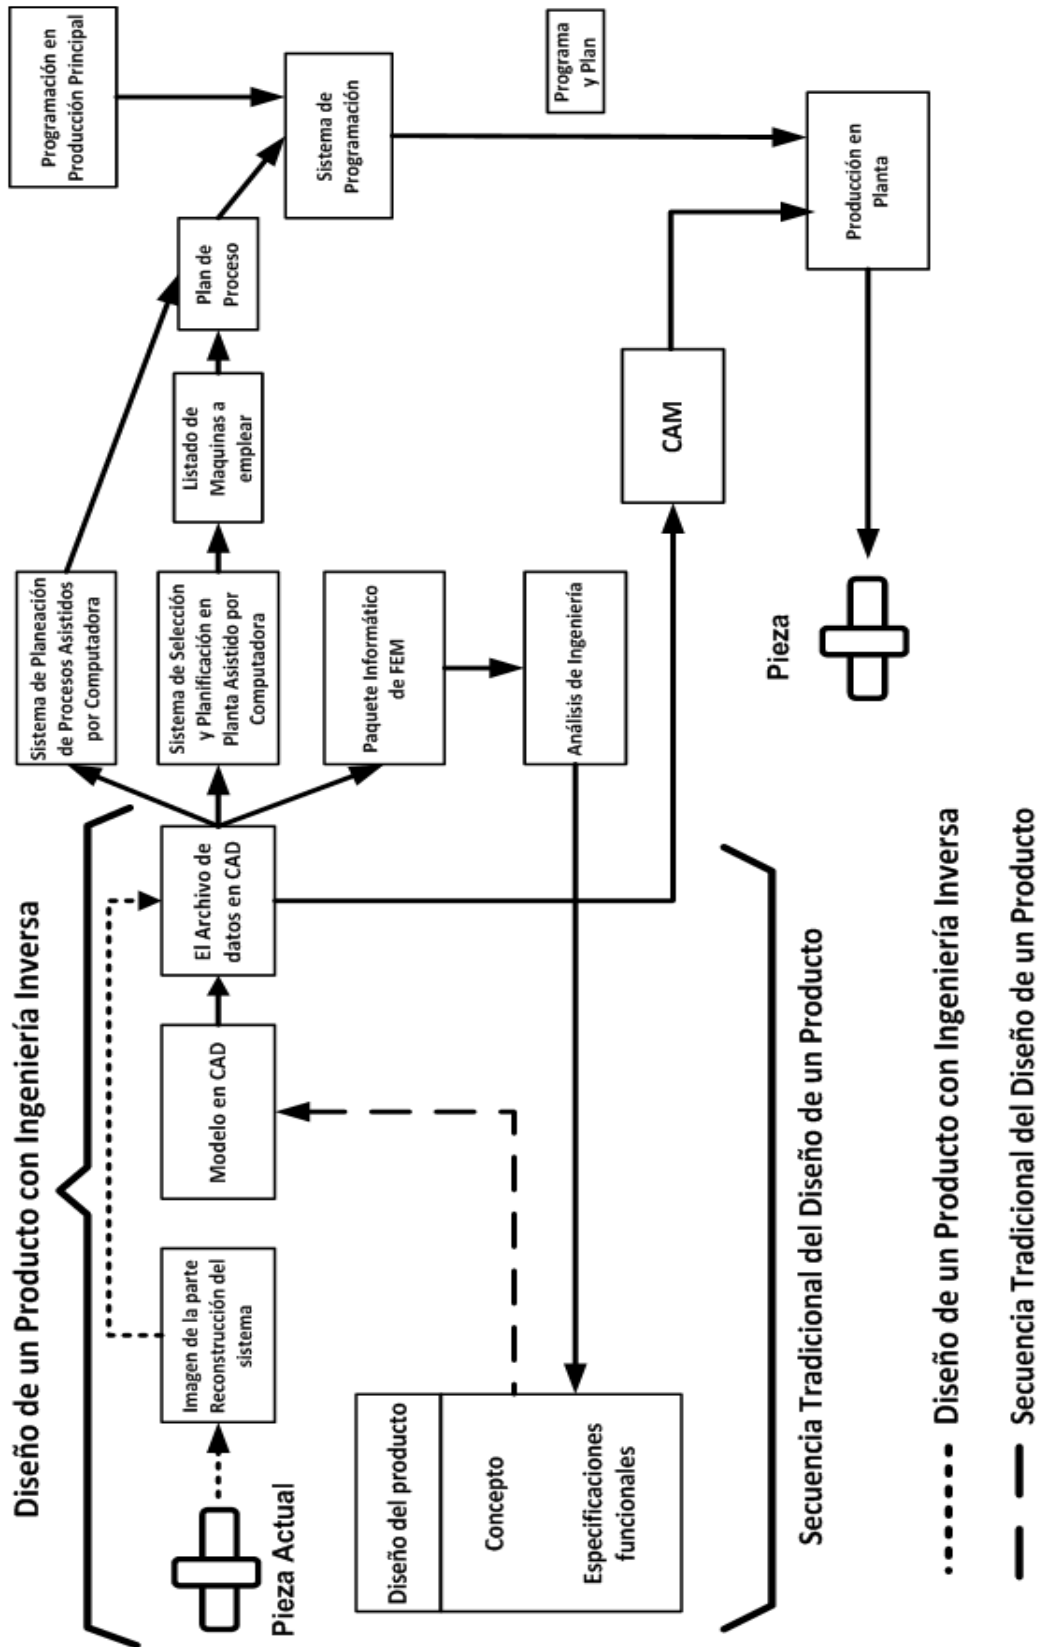 Diseño de un Producto con Ingeniería Inversa
Pieza Actual
Imagen de la parte
Reconstrucción del
sistema
Modelo en CAD
El Archivo de
datos en CAD
Sistema de Planeación
de Procesos Asistidos
por Computadora
Sistema de Selección
y Planificación en
Planta Asistido por
Computadora
Paquete Informático
de FEM
Análisis de Ingeniería
Listado de
Maquinas a
emplear
Plan de
Proceso
Programación en
Producción Principal
Sistema de
Programación
Programa
y Plan
CAM
Producción en
Planta
Pieza
Diseño del producto
Concepto
Especificaciones
funcionales
Secuencia Tradicional del Diseño de un Producto
Diseño de un Producto con Ingeniería Inversa
Secuencia Tradicional del Diseño de un Producto